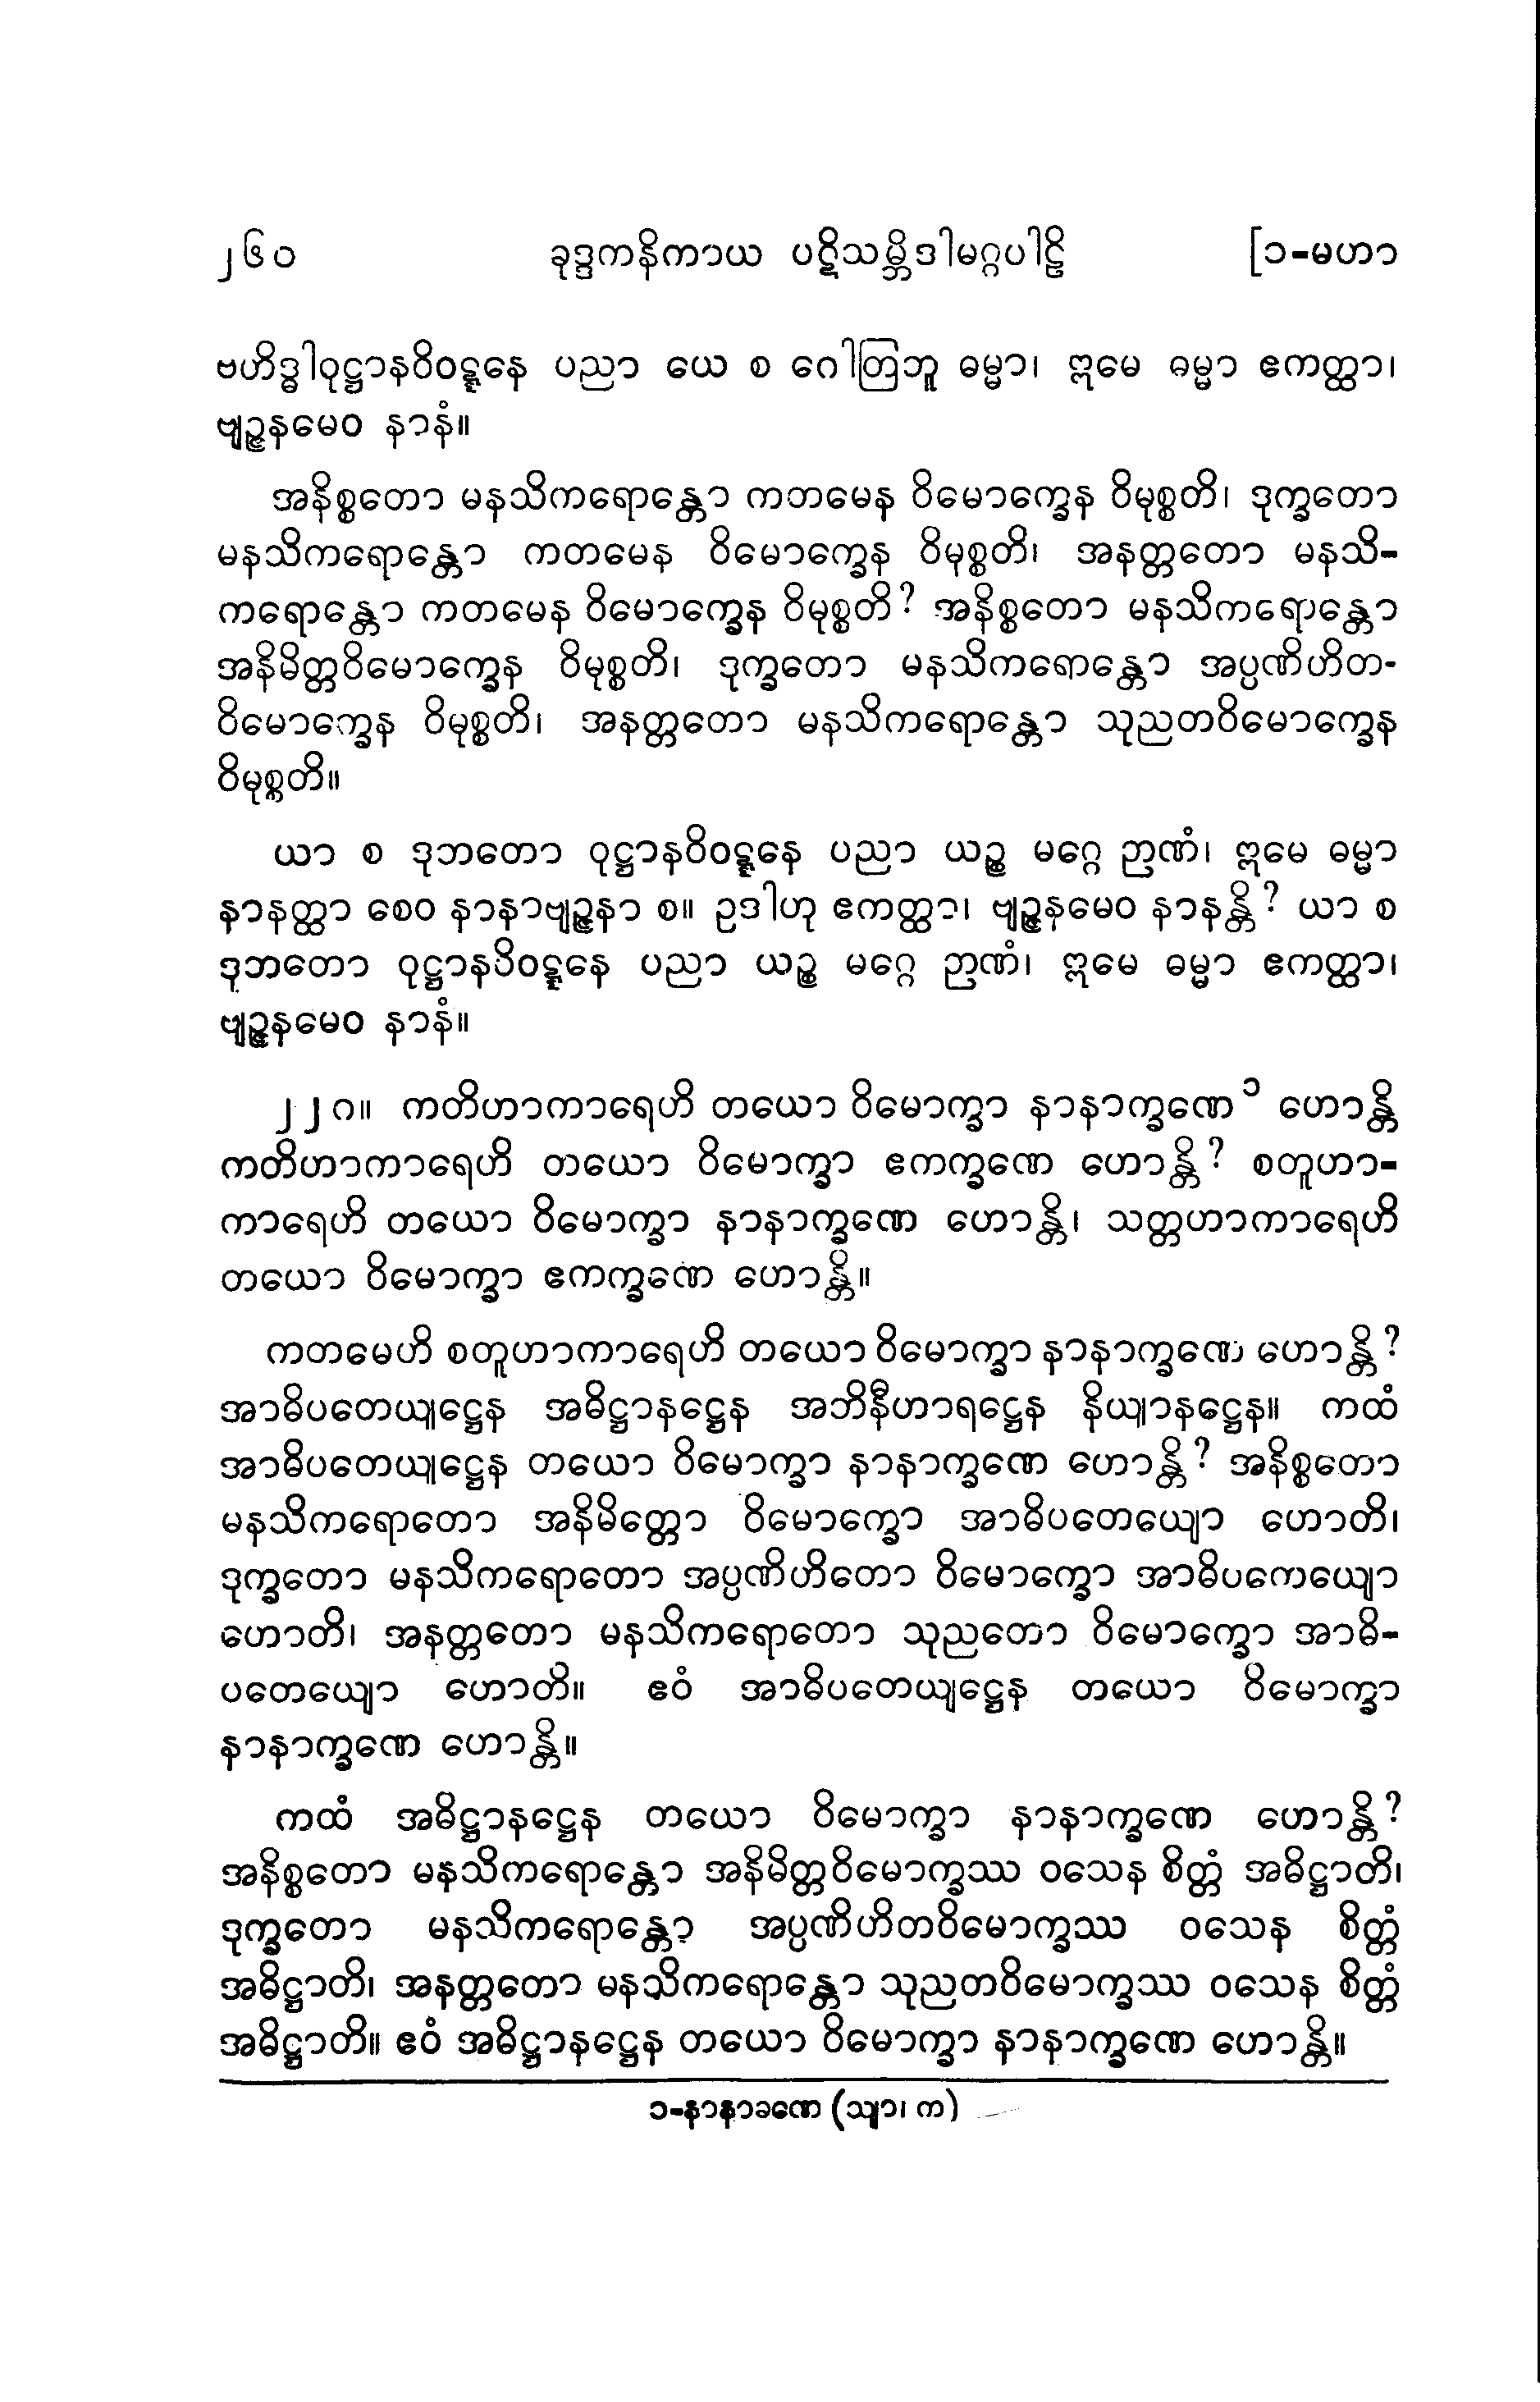 ၂၆၀ ခုဒ္ဒကနိကာယ ပဋိသမ္ဘိဒါမဂ္ဂပါဠိ [၁-မဟာ
ဗဟိဒ္ဓါဝုဋ္ဌာနဝိဝဋ္ဋနေ ပညာ ယေ စ ဂေါတြဘူ ဓမ္မာ၊ ဣမေ ဓမ္မာ ဧကတ္ထာ၊
ဗျဉ္ဇနမေဝ နာနံ။
အနိစ္စတော မနသိကရောန္တော ကဘမေန ဝိမောက္ခေန ဝိမုစ္စတိ၊ ဒုက္ခတော
မနသိကရောန္တော ကတမေန ဝိမောက္ခေန ဝိမုစ္စတိ၊ အနတ္တတော မနသိ-
ကရောန္တော ကတမေန ဝိမောက္ခေန ဝိမုစ္စတိ? အနိစ္စတော မနသိကရောန္တော
အနိမိတ္တဝိမောက္ခေန ဝိမုစ္စတိ၊ ဒုက္ခတော မနသိကရောန္တော အပ္ပဏိဟိတ-
ဝိမောက္ခေန ဝိမုစ္စတိ၊ အနတ္တတော မနသိကရောန္တော သုညတဝိမောက္ခေန
ဝိမုစ္စတိ။
ယာ စ ဒုဘတော ဝုဋ္ဌာနဝိဝဋ္ဋနေ ပညာ ယဉ္စ မဂ္ဂေ ဉာဏံ၊ ဣမေ ဓမ္မာ
နာနတ္ထာ စေဝ နာနာဗျဉ္ဇနာ စ။ ဥဒါဟု ဧကတ္ထာ၊ ဗျဉ္ဇနမေဝ နာနန္တိ? ယာ စ
ဒုဘတော ဝုဋ္ဌာနဝိဝဋ္ဋနေ ပညာ ယဉ္စ မဂ္ဂေ ဉာဏံ၊ ဣမေ ဓမ္မာ ဧကတ္ထာ၊
ဗျဉ္ဇနမေဝ နာနံ။
၂၂၈။ ကတိဟာကာရေဟိ တယော ဝိမောက္ခာ နာနာက္ခဏေ ၁ ဟောန္တိ
ကတိဟာကာရေဟိ တယော ဝိမောက္ခာ ဧကက္ခဏေ ဟောန္တိ? စတူဟာ-
ကာရေဟိ တယော ဝိမောက္ခာ နာနာက္ခဏေ ဟောန္တိ၊ သတ္တဟာကာရေဟိ
တယော ဝိမောက္ခာ ဧကက္ခဏေ ဟောန္တိ။
ကတမေဟိ စတူဟာကာရေဟိ တယော ဝိမောက္ခာ နာနာက္ခဏေ ဟောန္တိ?
အာဓိပတေယျဋ္ဌေန အဓိဋ္ဌာနဋ္ဌေန အဘိနီဟာရဋ္ဌေန နိယျာနဋ္ဌေန။ ကထံ
အာဓိပတေယျဋ္ဌေန တယော ဝိမောက္ခာ နာနာက္ခဏေ ဟောန္တိ? အနိစ္စတော
မနသိကရောတော အနိမိတ္တော ဝိမောက္ခော အာဓိပတေယျော ဟောတိ၊
ဒုက္ခတော မနသိကရောတော အပ္ပဏိဟိတော ဝိမောက္ခော အာဓိပကေယျော
ဟောတိ၊ အနတ္တတော မနသိကရောတော သုညတော ဝိမောက္ခော အာဓိ-
ပတေယျော ဟောတိ။ ဧဝံ အာဓိပတေယျဋ္ဌေန တယော ဝိမောက္ခာ
နာနာက္ခဏေ ဟောန္တိ။
ကထံ အဓိဋ္ဌာနဋ္ဌေန တယော ဝိမောက္ခာ နာနာက္ခဏေ ဟောန္တိ?
အနိစ္စတော မနသိကရောန္တော အနိမိတ္တဝိမောက္ခဿ ဝသေန စိတ္တံ အဓိဋ္ဌာတိ၊
ဒုက္ခတော မနသိကရောန္တော အပ္ပဏိဟိတဝိမောက္ခဿ ဝသေန စိတ္တံ
အဓိဋ္ဌာတိ၊ အနတ္တတော မနသိကရောန္တော သုညတဝိမောက္ခဿ ဝသေန စိတ္တံ
အဓိဋ္ဌာတိ။ ဧဝံ အဓိဋ္ဌာနဋ္ဌေန တယော ဝိမောက္ခာ နာနာက္ခဏေ ဟောန္တိ။
၁-နာနာခဏေ (သျာ၊ က)